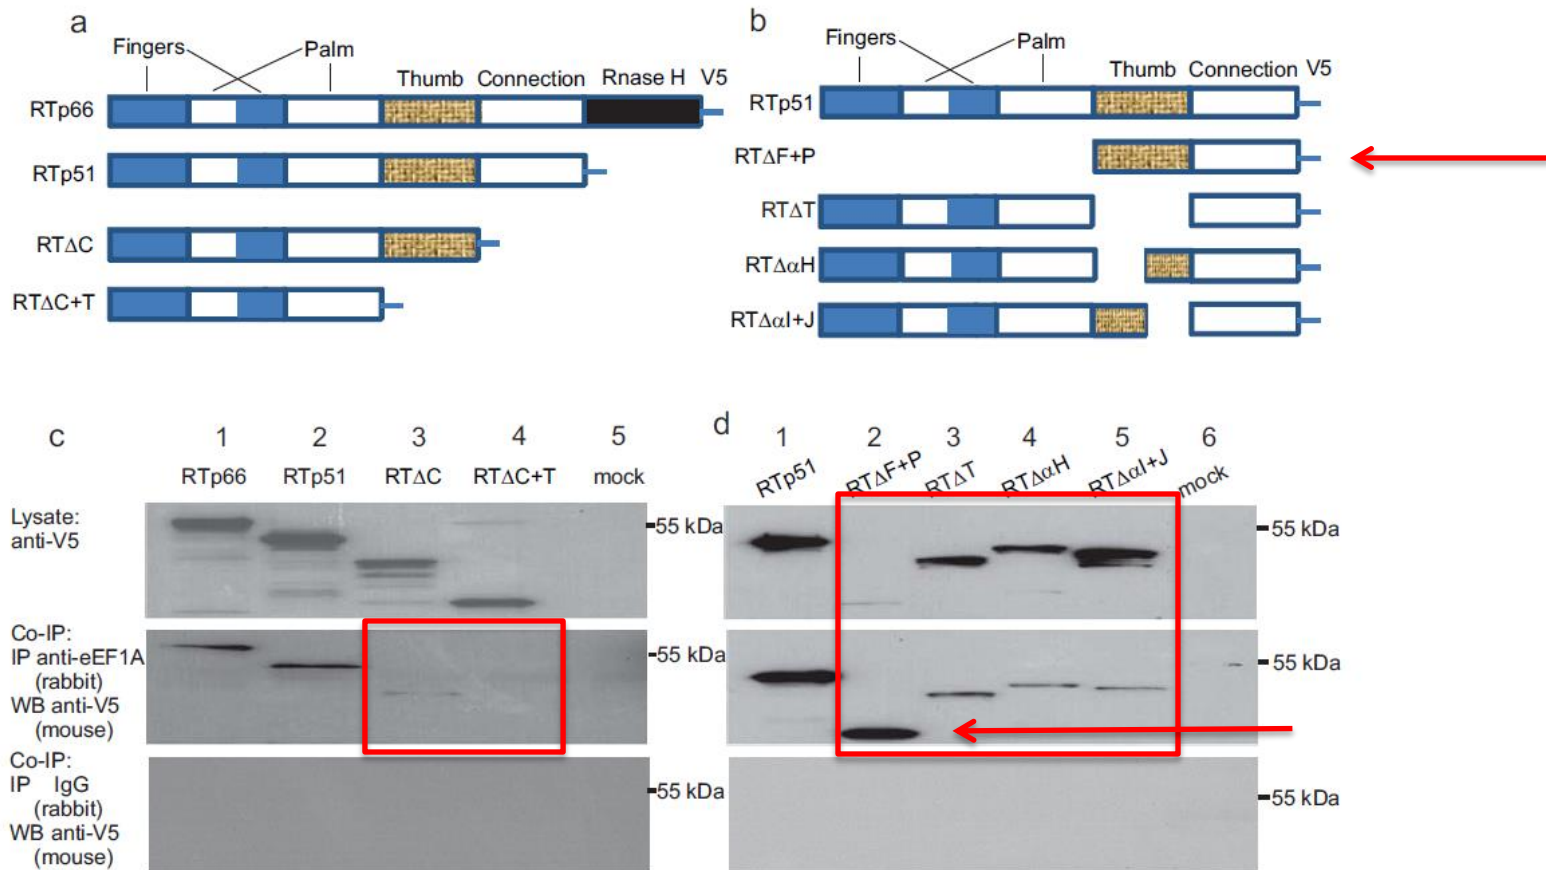 a
Fingers Palm
Thumb Connection Rnase H V5
RTp66
RTp51
RTΔC
RTΔC+T
b
Fingers Palm
Thumb Connection V5
RTp51
RTΔF+P
RTΔT
RTΔαH
RTΔαI+J
c
1 2 3 4 5
RTp66 RTp51 RTΔC RTΔC+T mock
Lysate:
anti-V5
55 kDa
Co-IP:
IP anti-eEF1A
(rabbit)
WB anti-V5
(mouse)
55 kDa
Co-IP:
IP IgG
(rabbit)
WB anti-V5
(mouse)
55 kDa
d
1 2 3 4 5 6
RTp51 RTΔF+P RTΔT RTΔαH RTΔαI+J mock
55 kDa
55 kDa
55 kDa